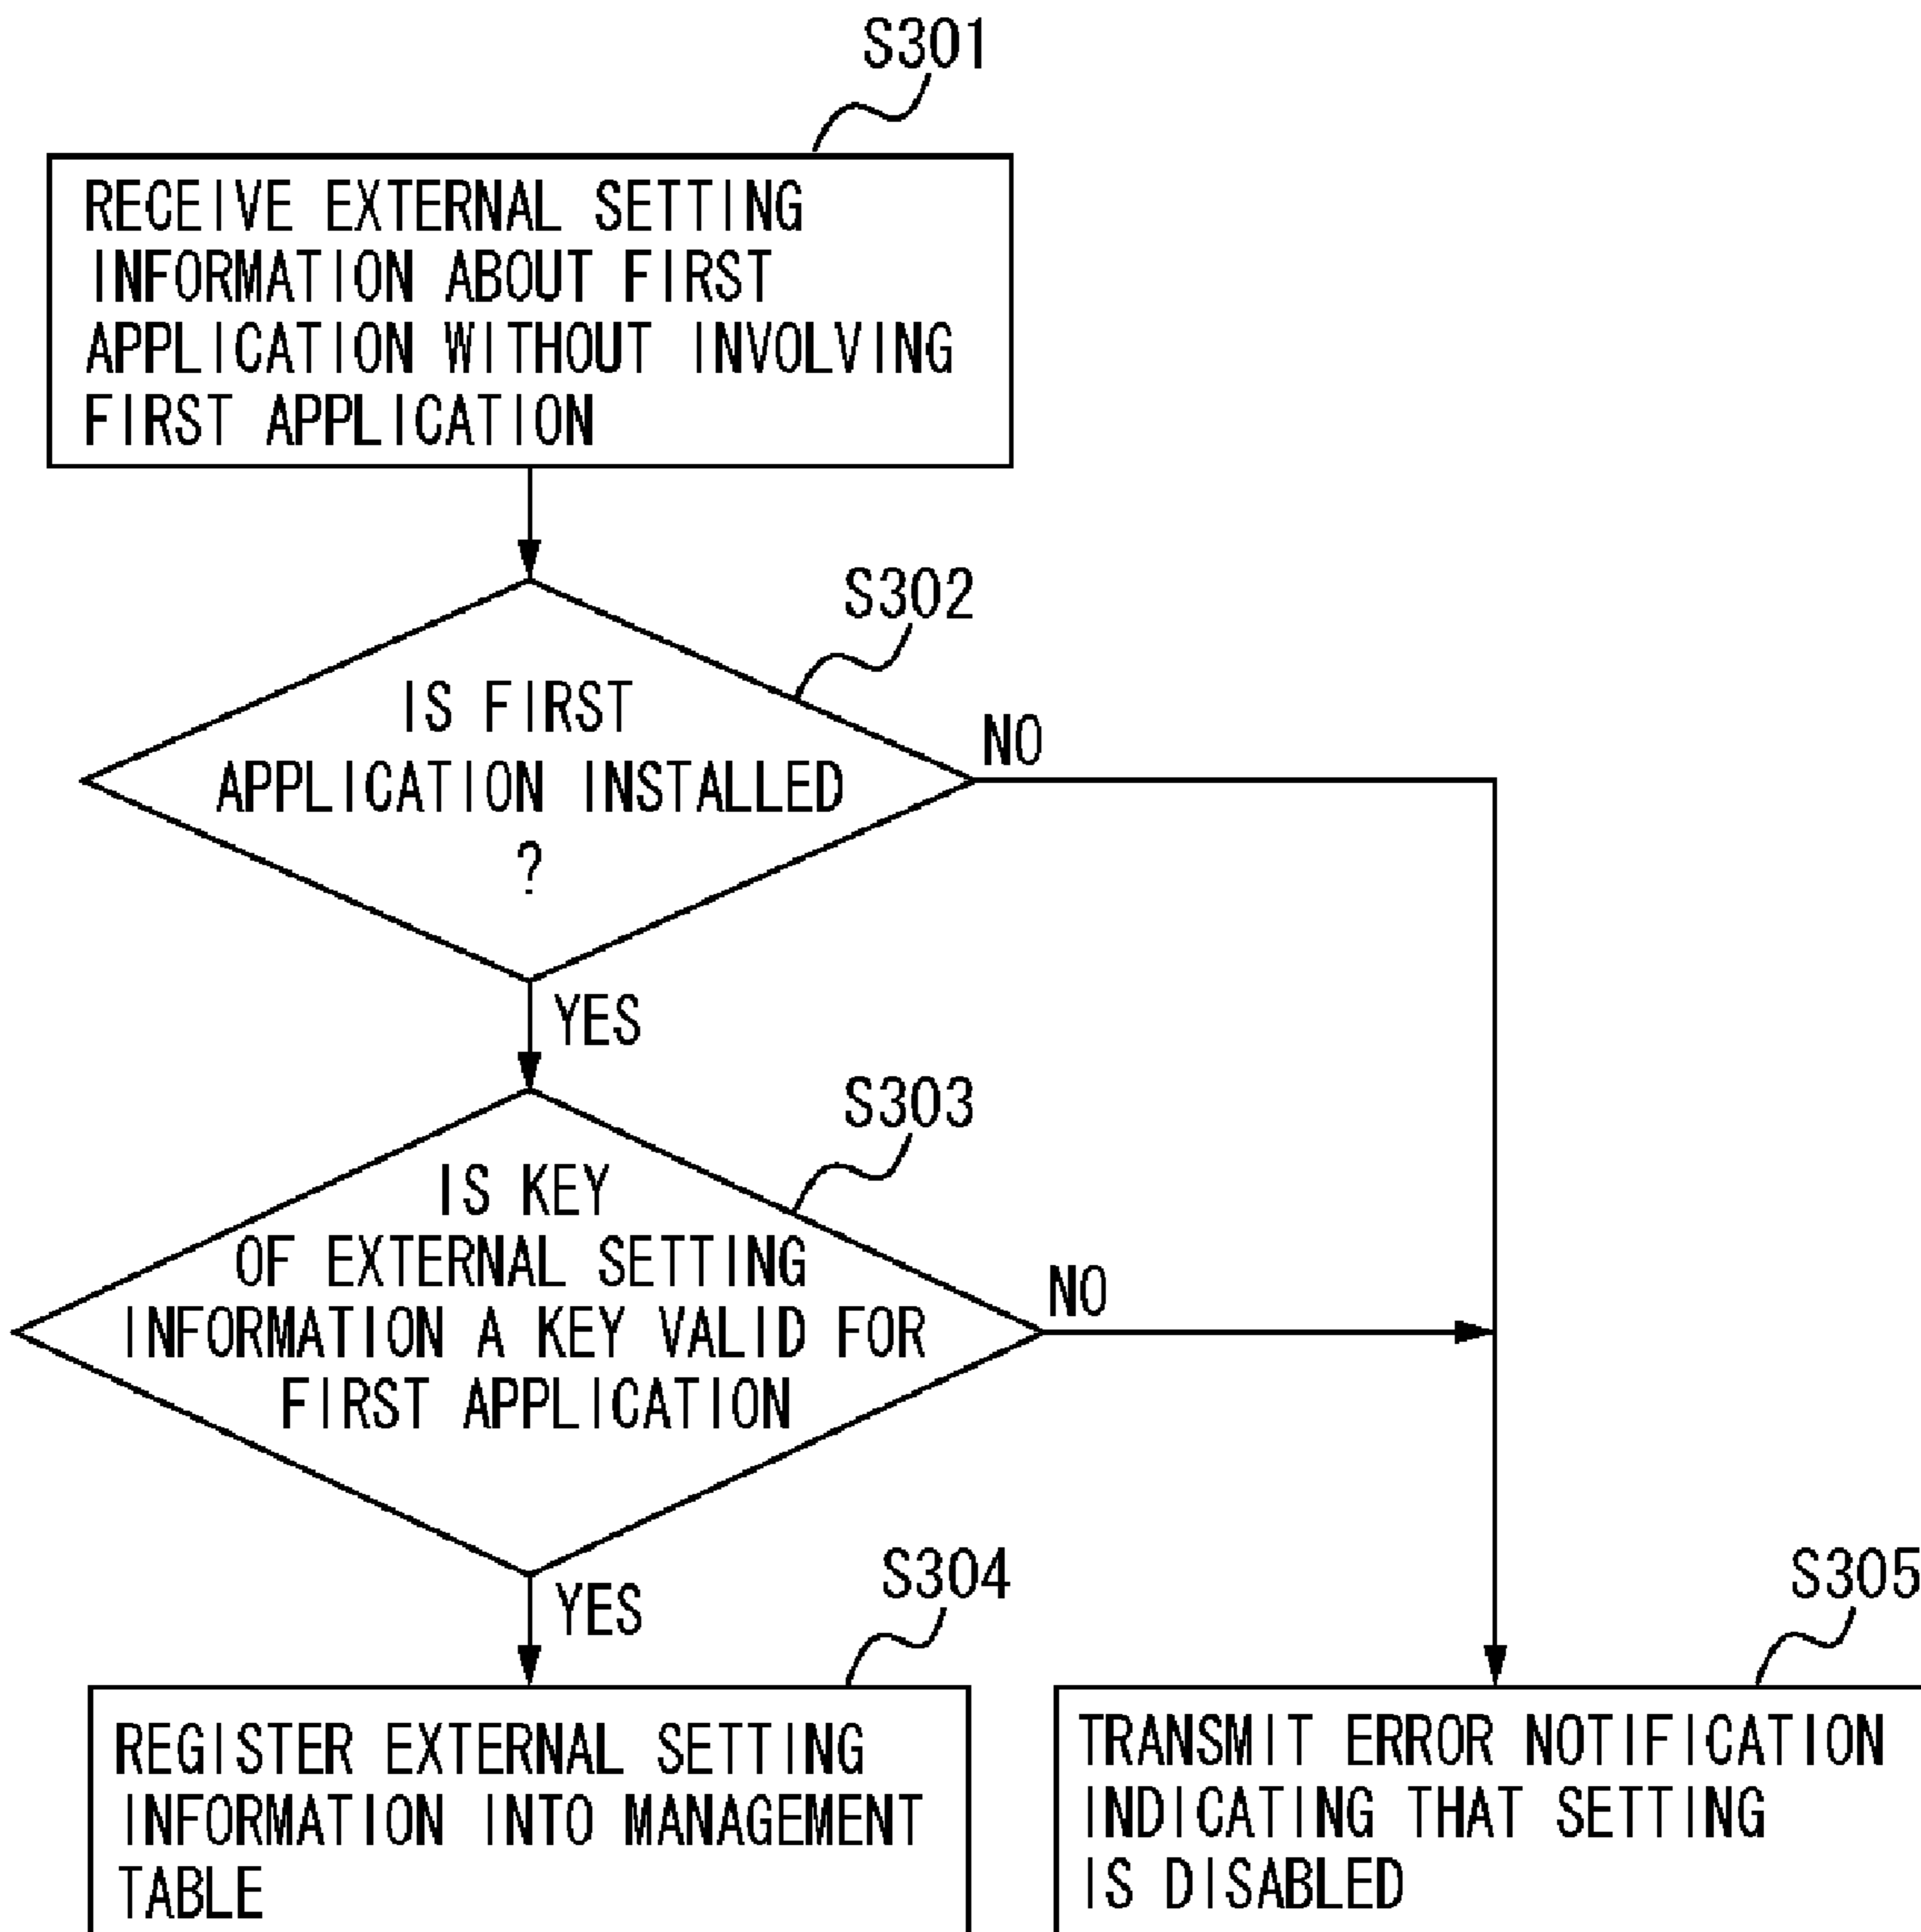 S301
RECEIVE EXTERNAL SETTING
INFORMATION ABOUT FIRST
APPLICATION WITHOUT INVOLVING
FIRST APPLICATION
S302
IS FIRST
APPLICATION INSTALLED
?
NO
YES
S303
IS KEY
OF EXTERNAL SETTING
INFORMATION A KEY VALID FOR
FIRST APPLICATION
NO
YES
S304
REGISTER EXTERNAL SETTING
INFORMATION INTO MANAGEMENT
TABLE
S305
TRANSMIT ERROR NOTIFICATION
INDICATING THAT SETTING
IS DISABLED